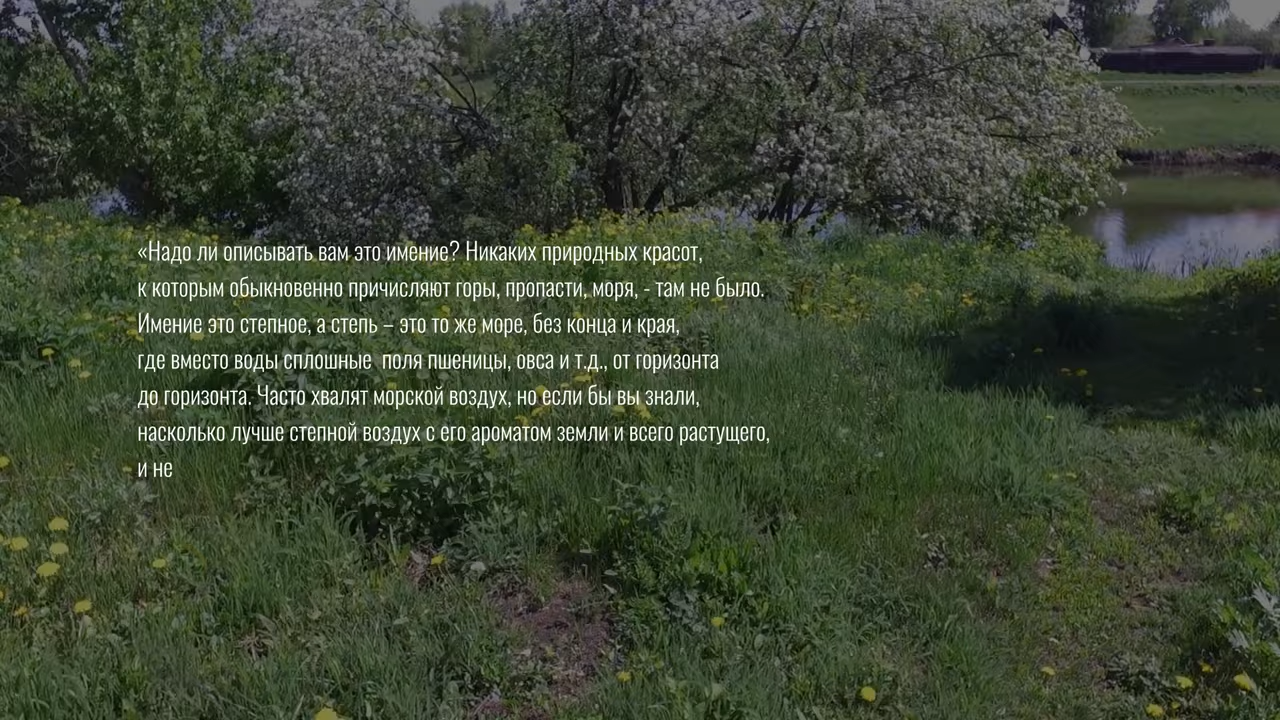 «Надо ли описывать вам это имение? Никаких природных красот,
к которым обыкновенно причисляют горы, пропасти, моря, - там не было.
Имение это степное, а степь – это то же море, без конца и края,
где вместо воды сплошные  поля пшеницы, овса и т.д., от горизонта
до горизонта. Часто хвалят морской воздух, но если бы вы знали,
насколько лучше степной воздух с его ароматом земли и всего растущего,
и не